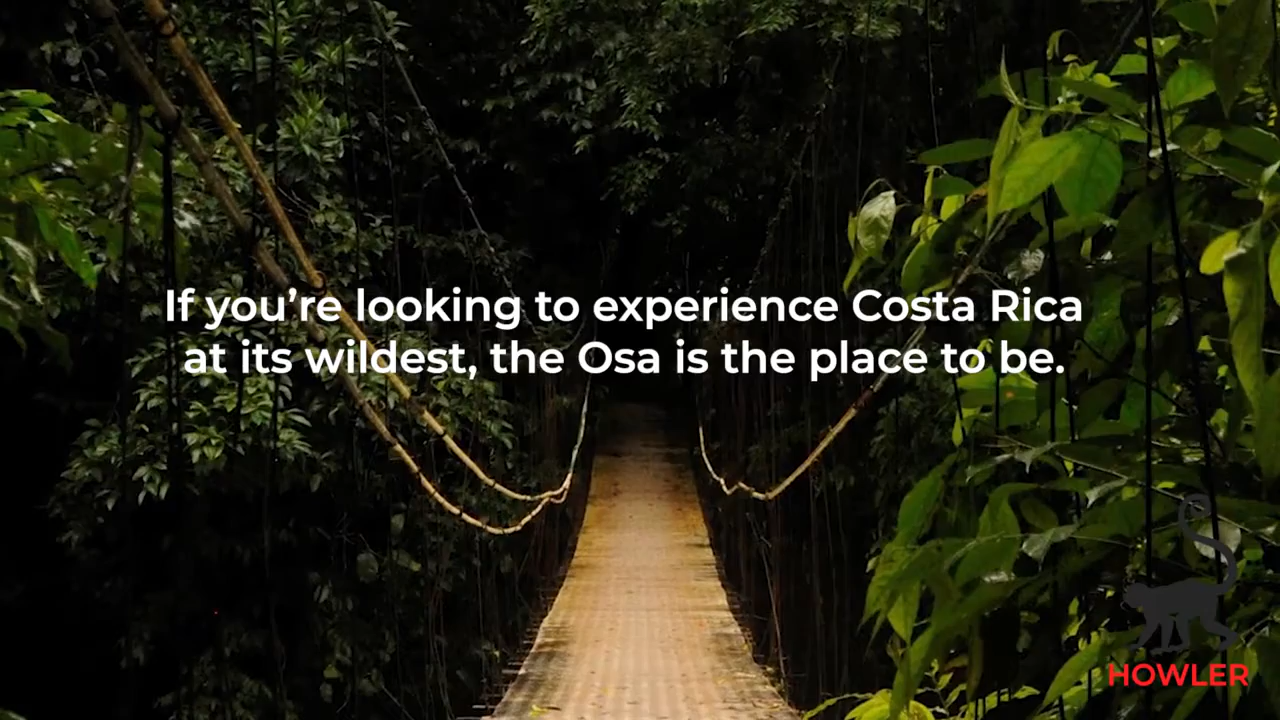 If you’re looking to experience Costa Rica
at its wildest, the Osa is the place to be.
HOWLER